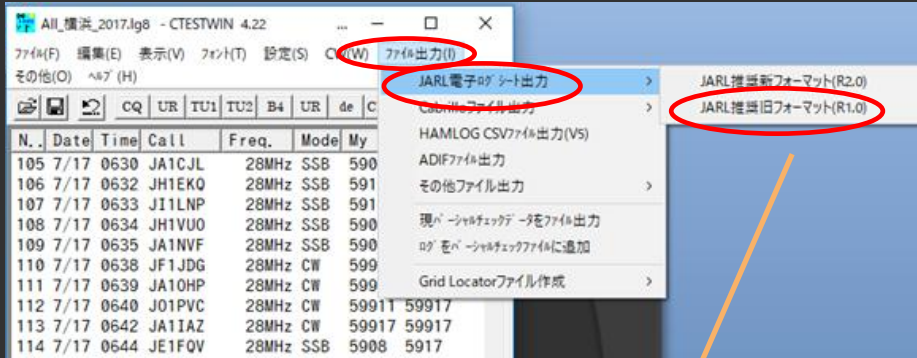 All_横浜_2017.lg8 - CTESTWIN 4.22
ﾌｧｲﾙ(F) 編集(E) 表示(V) ﾌｫﾝﾄ(T) 設定(S) CW(W) ﾌｧｲﾙ出力(I)
その他(O) ﾍﾙﾌﾟ(H)
CQ UR TU1 TU2 B4 UR de C
JARL電子ﾛｸﾞｼｰﾄ出力
Cabrilloﾌｧｲﾙ出力
HAMLOG CSVﾌｧｲﾙ出力(V5)
ADIFﾌｧｲﾙ出力
その他ﾌｧｲﾙ出力
現ﾊﾟｰｼｬﾙﾁｪｯｸﾃﾞｰﾀをﾌｧｲﾙ出力
ﾛｸﾞをﾊﾟｰｼｬﾙﾁｪｯｸﾌｧｲﾙに追加
Grid Locatorﾌｧｲﾙ作成
JARL推奨新ﾌｫｰﾏｯﾄ(R2.0)
JARL推奨旧ﾌｫｰﾏｯﾄ(R1.0)
N.. Date Time Call Freq. Mode My
105 7/17 0630 JA1CJL 28MHz SSB 590
106 7/17 0632 JH1EKQ 28MHz SSB 591
107 7/17 0633 JI1LNP 28MHz SSB 591
108 7/17 0634 JH1VUO 28MHz SSB 590
109 7/17 0635 JA1NVF 28MHz SSB 590
110 7/17 0638 JF1JDG 28MHz CW 599
111 7/17 0639 JA1OHP 28MHz CW 599
112 7/17 0640 JO1PVC 28MHz CW 59911 59917
113 7/17 0642 JA1IAZ 28MHz CW 59917 59917
114 7/17 0644 JE1FQV 28MHz SSB 5908 5917